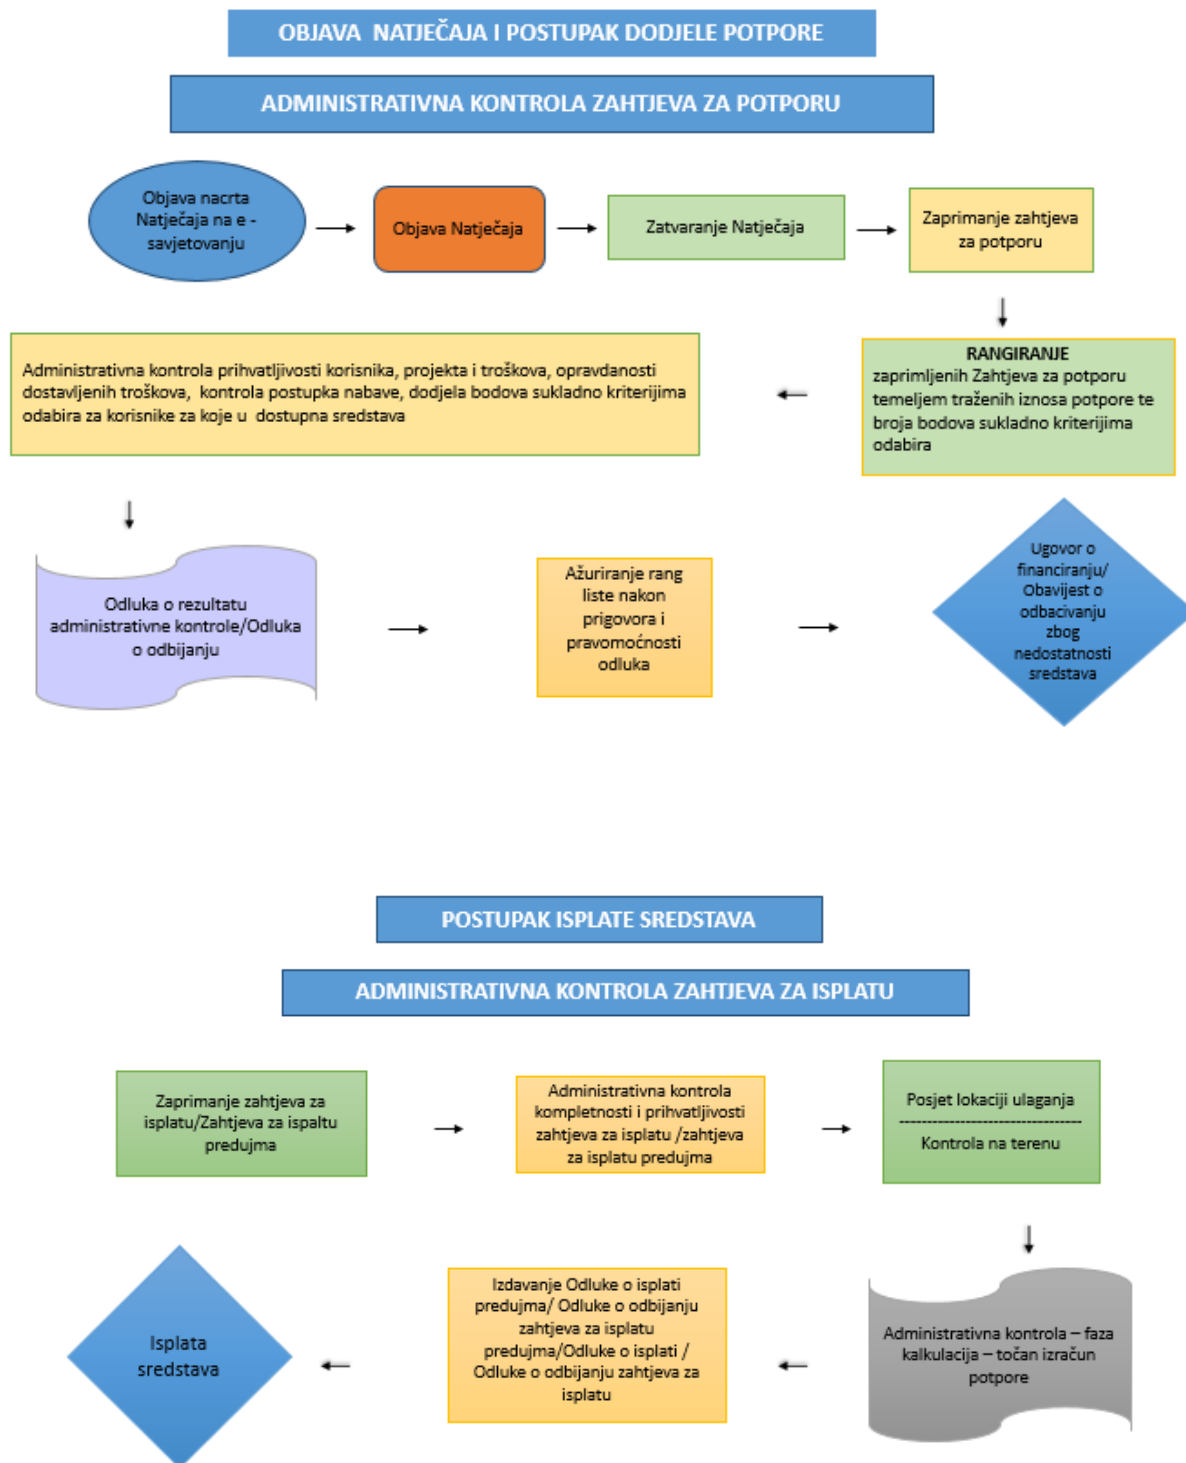 OBJAVA  NATJEČAJA I POSTUPAK DODJELE POTPORE
ADMINISTRATIVNA KONTROLA ZAHTJEVA ZA POTPORU
Objava nacrta
Natječaja na e -
savjetovanju
Objava Natječaja
Zatvaranje Natječaja
Zaprimanje zahtjeva
za potporu
RANGIRANJE
zaprimljenih Zahtjeva za potporu
temeljem traženih iznosa potpore te
broja bodova sukladno kriterijima
odabira
Administrativna kontrola prihvatljivosti korisnika, projekta i troškova, opravdanosti
dostavljenih troškova,  kontrola postupka nabave, dodjela bodova sukladno kriterijima
odabira za korisnike za koje u  dostupna sredstava
Odluka o rezultatu
administrativne kontrole/Odluka
o odbijanju
Ažuriranje rang
liste nakon
prigovora i
pravomoćnosti
odluka
Ugovor o
financiranju/
Obavijest o
odbacivanju
zbog
nedostatnosti
sredstava
POSTUPAK ISPLATE SREDSTAVA
ADMINISTRATIVNA KONTROLA ZAHTJEVA ZA ISPLATU
Zaprimanje zahtjeva za
isplatu/Zahtjeva za ispaltu
predujma
Administrativna kontrola
kompletnosti i prihvatljivosti
zahtjeva za isplatu /zahtjeva
za isplatu predujma
Posjet lokaciji ulaganja
----------------------------------
Kontrola na terenu
Administrativna kontrola – faza
kalkulacija – točan izračun
potpore
Izdavanje Odluke o isplati
predujma/ Odluke o odbijanju
zahtjeva za isplatu
predujma/Odluke o isplati /
Odluke o odbijanju zahtjeva za
isplatu
Isplata
sredstava